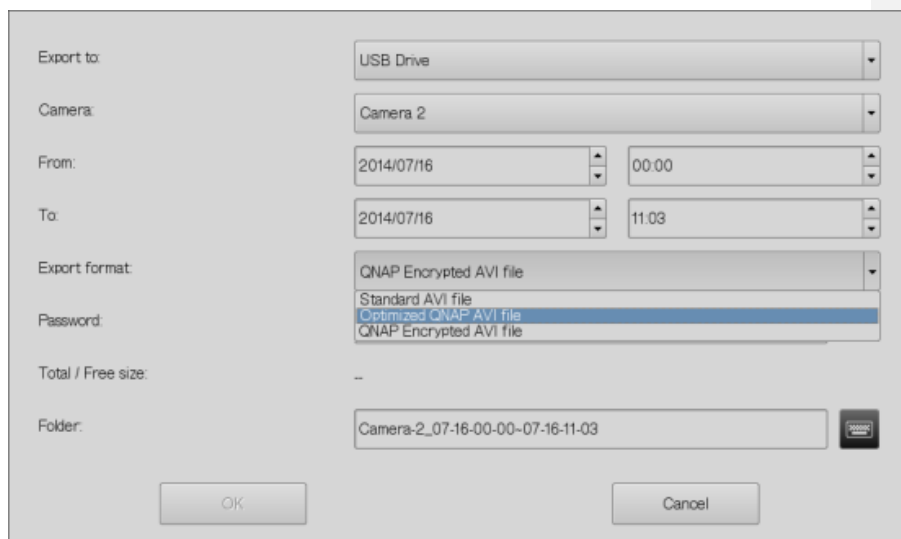 Export to: USB Drive
Camera: Camera 2
From: 2014/07/16 00:00
To: 2014/07/16 11:03
Export format: QNAP Encrypted AVI file
Standard AVI file
Optimized QNAP AVI file
Password:
QNAP Encrypted AVI file
Total / Free size: --
Folder: Camera-2_07-16-00-00~07-16-11-03
OK Cancel